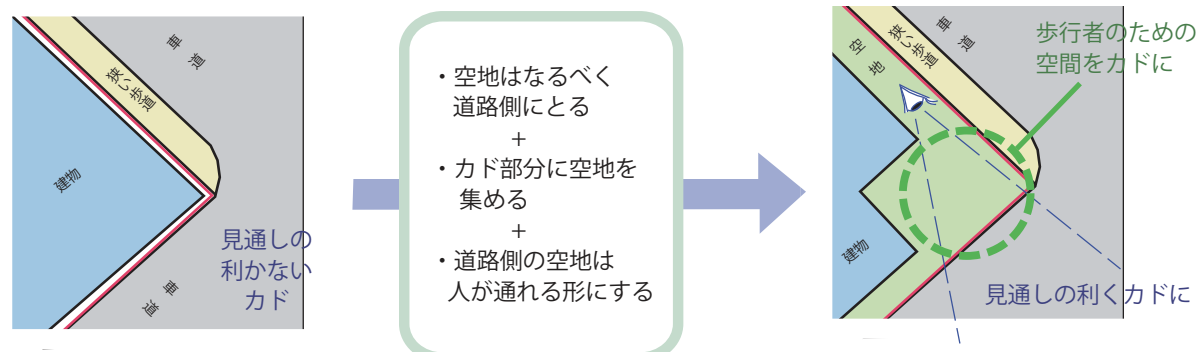 車道
狭い歩道
建物
見通しの
利かない
カド
車道
・空地はなるべく
道路側にとる
+
・カド部分に空地を
集める
+
・道路側の空地は
人が通れる形にする
歩行者のための
空間をカドに
車道
狭い歩道
空地
建物
見通しの利くカドに